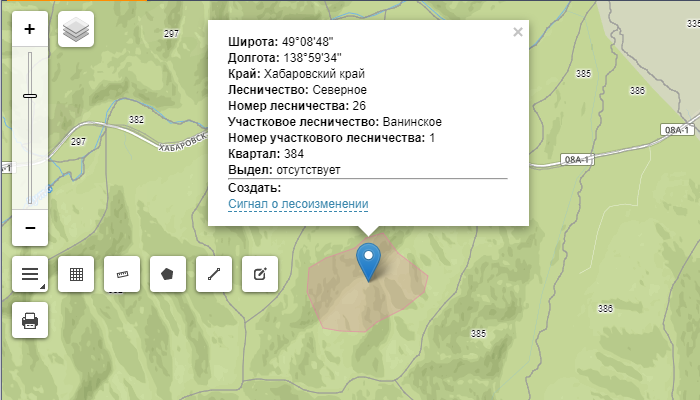 Широта: 49°08'48"
Долгота: 138°59'34"
Край: Хабаровский край
Лесничество: Северное
Номер лесничества: 26
Участковое лесничество: Ванинское
Номер участкового лесничества: 1
Квартал: 384
Выдел: отсутствует
Создать:
Сигнал о лесоизменении
×
+
−
297
382
297
ХАБАРОВСК
385
386
08А-1
08А-1
386
385